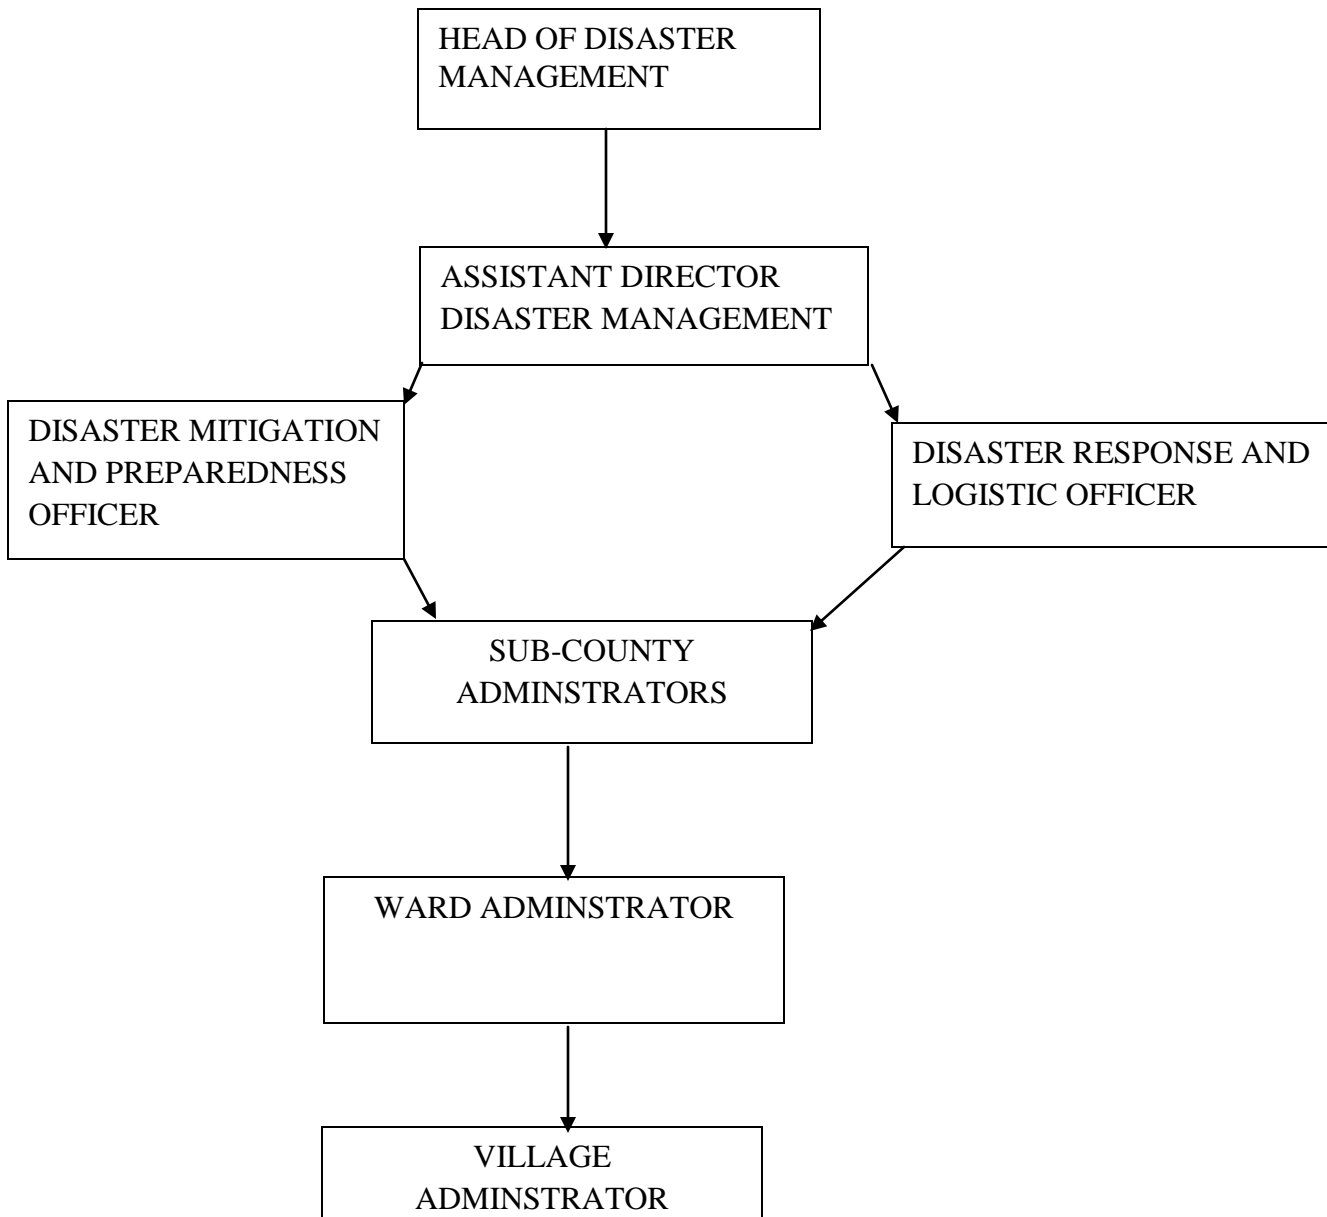 HEAD OF DISASTER
MANAGEMENT
ASSISTANT DIRECTOR
DISASTER MANAGEMENT
DISASTER MITIGATION
AND PREPAREDNESS
OFFICER
DISASTER RESPONSE AND
LOGISTIC OFFICER
SUB-COUNTY
ADMINSTRATORS
WARD ADMINSTRATOR
VILLAGE
ADMINSTRATOR